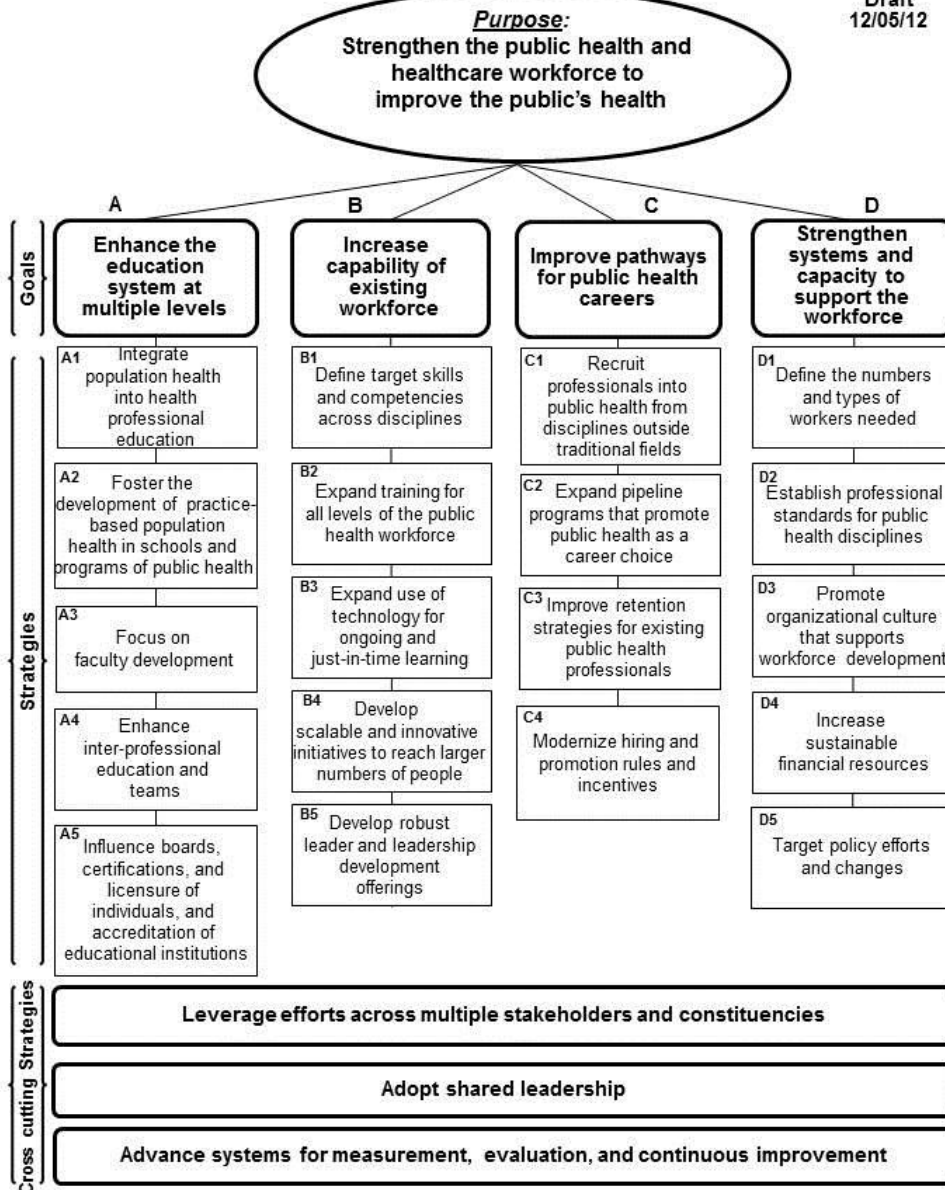 Draft
12/05/12
Purpose:
Strengthen the public health and
healthcare workforce to
improve the public's health
A
B
C
D
Goals
Enhance the
education
system at
multiple levels
Increase
capability of
existing
workforce
Improve pathways
for public health
careers
Strengthen
systems and
capacity to
support the
workforce
Strategies
A1
Integrate
population health
into health
professional
education
A2
Foster the
development of practice-
based population
health in schools and
programs of public health
A3
Focus on
faculty development
A4
Enhance
inter-professional
education and
teams
A5
Influence boards,
certifications, and
licensure of
individuals, and
accreditation of
educational institutions
B1
Define target skills
and competencies
across disciplines
B2
Expand training for
all levels of the public
health workforce
B3
Expand use of
technology for
ongoing and
just-in-time learning
B4
Develop
scalable and innovative
initiatives to reach larger
numbers of people
B5
Develop robust
leader and leadership
development
offerings
C1
Recruit
professionals into
public health from
disciplines outside
traditional fields
C2
Expand pipeline
programs that promote
public health as a
career choice
C3
Improve retention
strategies for existing
public health
professionals
C4
Modernize hiring and
promotion rules and
incentives
D1
Define the numbers
and types of
workers needed
D2
Establish professional
standards for public
health disciplines
D3
Promote
organizational culture
that supports
workforce development
D4
Increase
sustainable
financial resources
D5
Target policy efforts
and changes
Cross cutting Strategies
Leverage efforts across multiple stakeholders and constituencies
Adopt shared leadership
Advance systems for measurement, evaluation, and continuous improvement